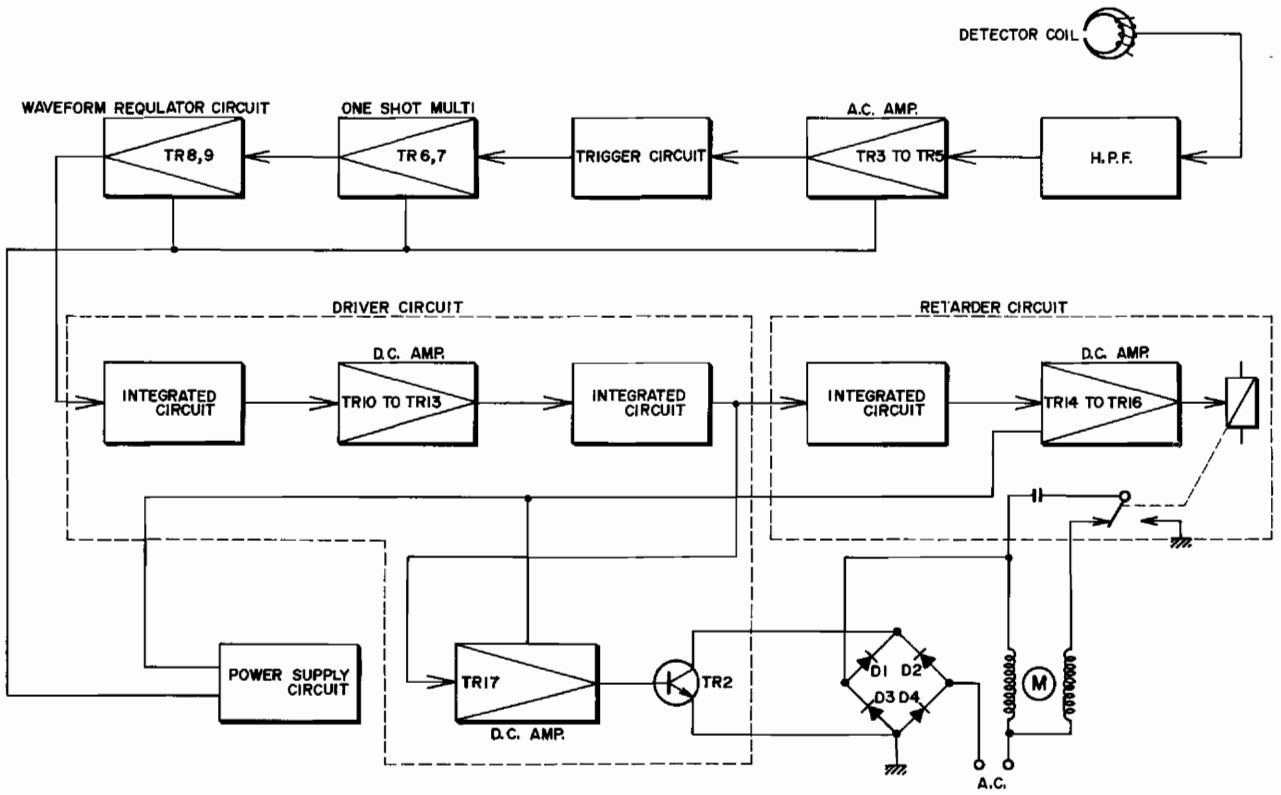 DETECTOR COIL
WAVEFORM REQULATOR CIRCUIT
ONE SHOT MULTI
A.C. AMP.
TR8,9
TR6,7
TRIGGER CIRCUIT
TR3 TO TR5
H.P.F.
DRIVER CIRCUIT
RETARDER CIRCUIT
D.C. AMP.
D.C. AMP.
INTEGRATED
CIRCUIT
TR10 TO TR13
INTEGRATED
CIRCUIT
INTEGRATED
CIRCUIT
TR14 TO TR16
POWER SUPPLY
CIRCUIT
TR17
TR2
D1 D2
D3 D4
M
D.C. AMP.
A.C.